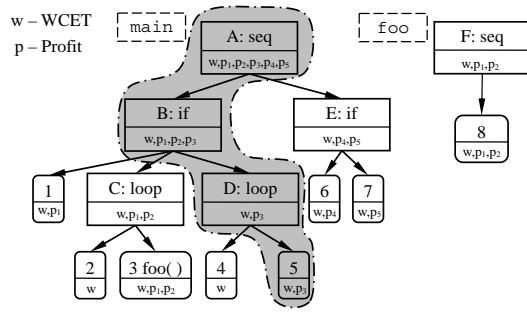 w – WCET
p – Profit
main
A: seq
w,p1,p2,p3,p4,p5
foo
F: seq
w,p1,p2
B: if
w,p1,p2,p3
E: if
w,p4,p5
8
w,p1,p2
1
w,p1
C: loop
w,p1,p2
D: loop
w,p3
6
w,p4
7
w,p5
2
w
3 foo( )
w,p1,p2
4
w
5
w,p3